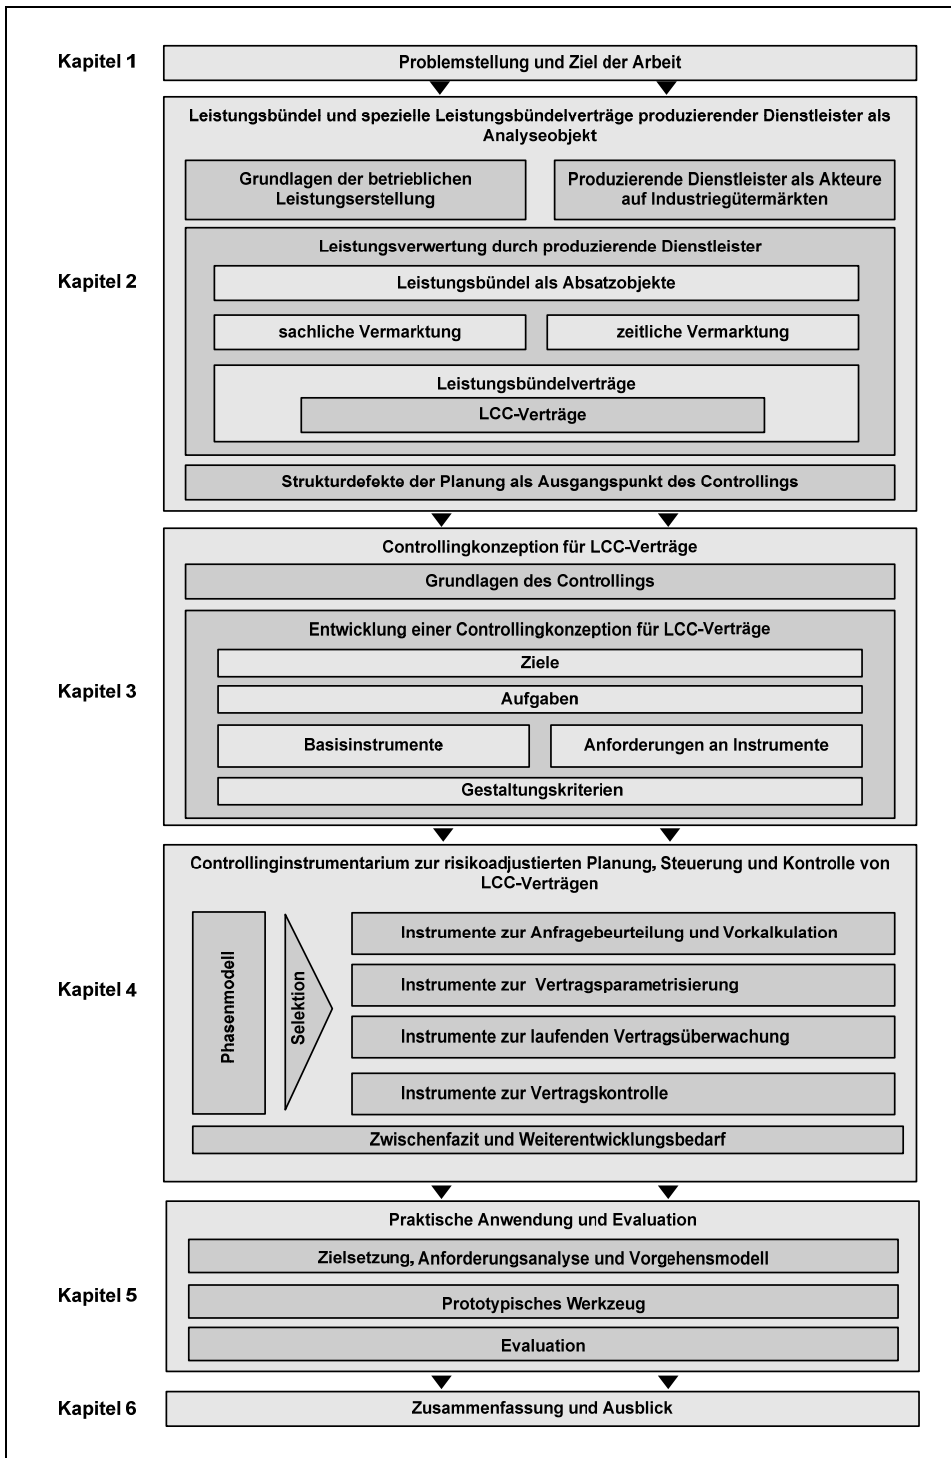 Kapitel 1
Problemstellung und Ziel der Arbeit
Leistungsbündel und spezielle Leistungsbündelverträge produzierender Dienstleister als
Analyseobjekt
Grundlagen der betrieblichen
Leistungserstellung
Produzierende Dienstleister als Akteure
auf Industriegütermärkten
Kapitel 2
Leistungsverwertung durch produzierende Dienstleister
Leistungsbündel als Absatzobjekte
sachliche Vermarktung
zeitliche Vermarktung
Leistungsbündelverträge
LCC-Verträge
Strukturdefekte der Planung als Ausgangspunkt des Controllings
Kapitel 3
Controllingkonzeption für LCC-Verträge
Grundlagen des Controllings
Entwicklung einer Controllingkonzeption für LCC-Verträge
Ziele
Aufgaben
Basisinstrumente
Anforderungen an Instrumente
Gestaltungskriterien
Kapitel 4
Controllinginstrumentarium zur risikoadjustierten Planung, Steuerung und Kontrolle von
LCC-Verträgen
Phasenmodell
Selektion
Instrumente zur Anfragebeurteilung und Vorkalkulation
Instrumente zur Vertragsparametrisierung
Instrumente zur laufenden Vertragsüberwachung
Instrumente zur Vertragskontrolle
Zwischenfazit und Weiterentwicklungsbedarf
Kapitel 5
Praktische Anwendung und Evaluation
Zielsetzung, Anforderungsanalyse und Vorgehensmodell
Prototypisches Werkzeug
Evaluation
Kapitel 6
Zusammenfassung und Ausblick